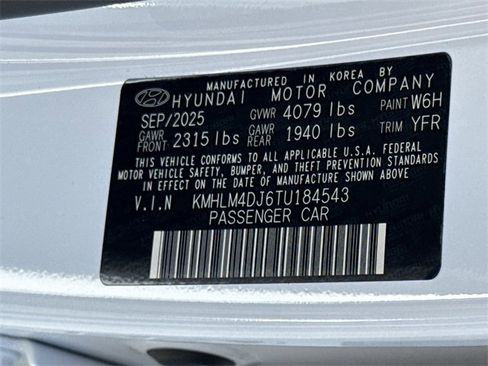 MANUFACTURED IN KOREA BY
HYUNDAI MOTOR COMPANY
SEP/2025 GVWR 4079 lbs PAINT W6H
GAWR FRONT 2315 lbs GAWR REAR 1940 lbs TRIM YFR
THIS VEHICLE CONFORMS TO ALL APPLICABLE U.S.A. FEDERAL
MOTOR VEHICLE SAFETY, BUMPER, AND THEFT PREVENTION STANDARDS
IN EFFECT ON THE DATE OF MANUFACTURE SHOWN ABOVE.
V.I.N KMHLM4DJ6TU184543
PASSENGER CAR